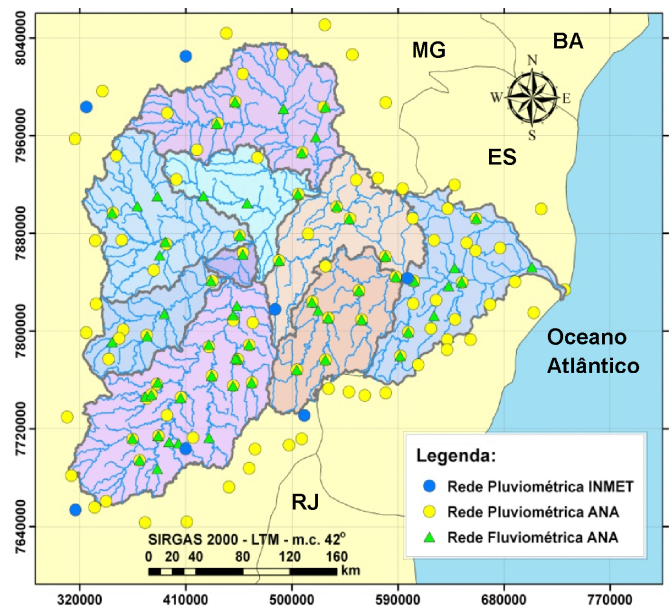 8040000
7960000
7880000
7800000
7720000
7640000
MG
BA
N
W
E
S
ES
Oceano
Atlântico
RJ
Legenda:
Rede Pluviométrica INMET
Rede Pluviométrica ANA
Rede Fluviométrica ANA
SIRGAS 2000 - LTM - m.c. 42°
0 20 40 80 120 160
km
320000 410000 500000 590000 680000 770000